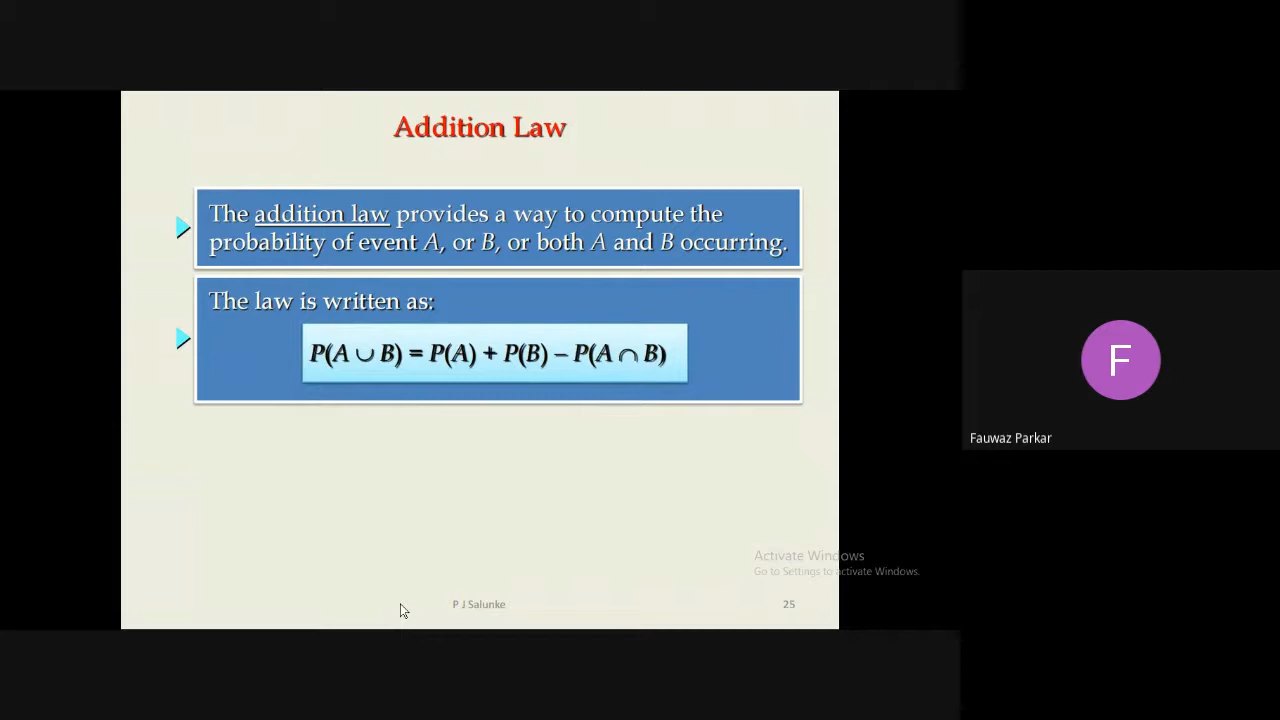 Addition Law
The addition law provides a way to compute the
probability of event A, or B, or both A and B occurring.
The law is written as:
P(A ∪ B) = P(A) + P(B) – P(A ∩ B)
F
Fauwaz Parkar
Activate Windows
Go to Settings to activate Windows.
P J Salunke
25